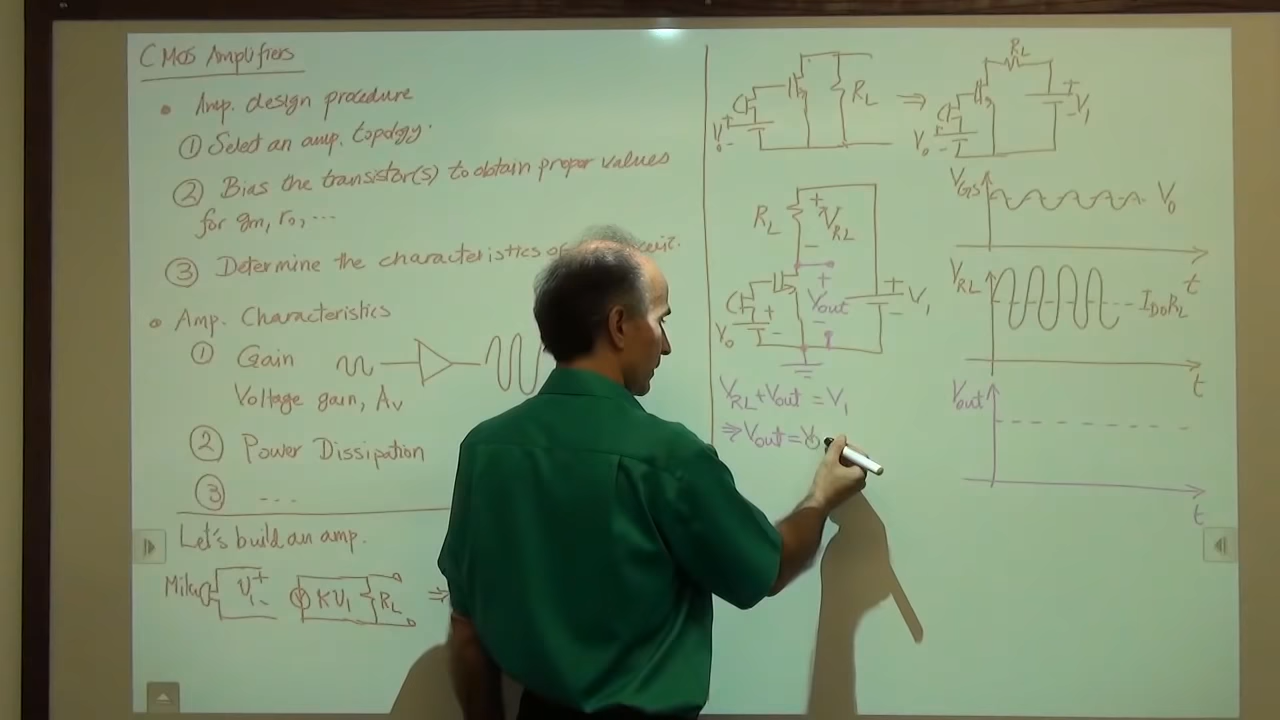 CMOS Amplifiers
• Amp. design procedure
① Select an amp. topology.
② Bias the transistor(s) to obtain proper values
for gm, ro, ...
③ Determine the characteristics of
• Amp. Characteristics
① Gain
Voltage gain, Av
② Power Dissipation
③ ...
Let's build an amp.
Mike V1 + - KV1 RL ⇒
V0 + - RL ⇒ V0 + - RL + - V1
RL + VRL -
V0 + - + Vout - + - V1
VRL + Vout = V1
⇒ Vout =
VGS V0 t
VRL ID0RL t
Vout t